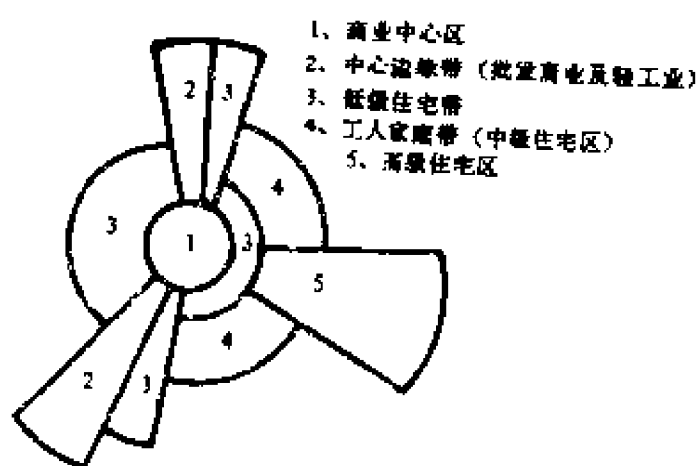 1、商业中心区
2、中心边缘带（批发商业及轻工业）
3、低级住宅带
4、工人家庭带（中级住宅区）
5、高级住宅区
2 3
4
3
1 3
5
4
2 3